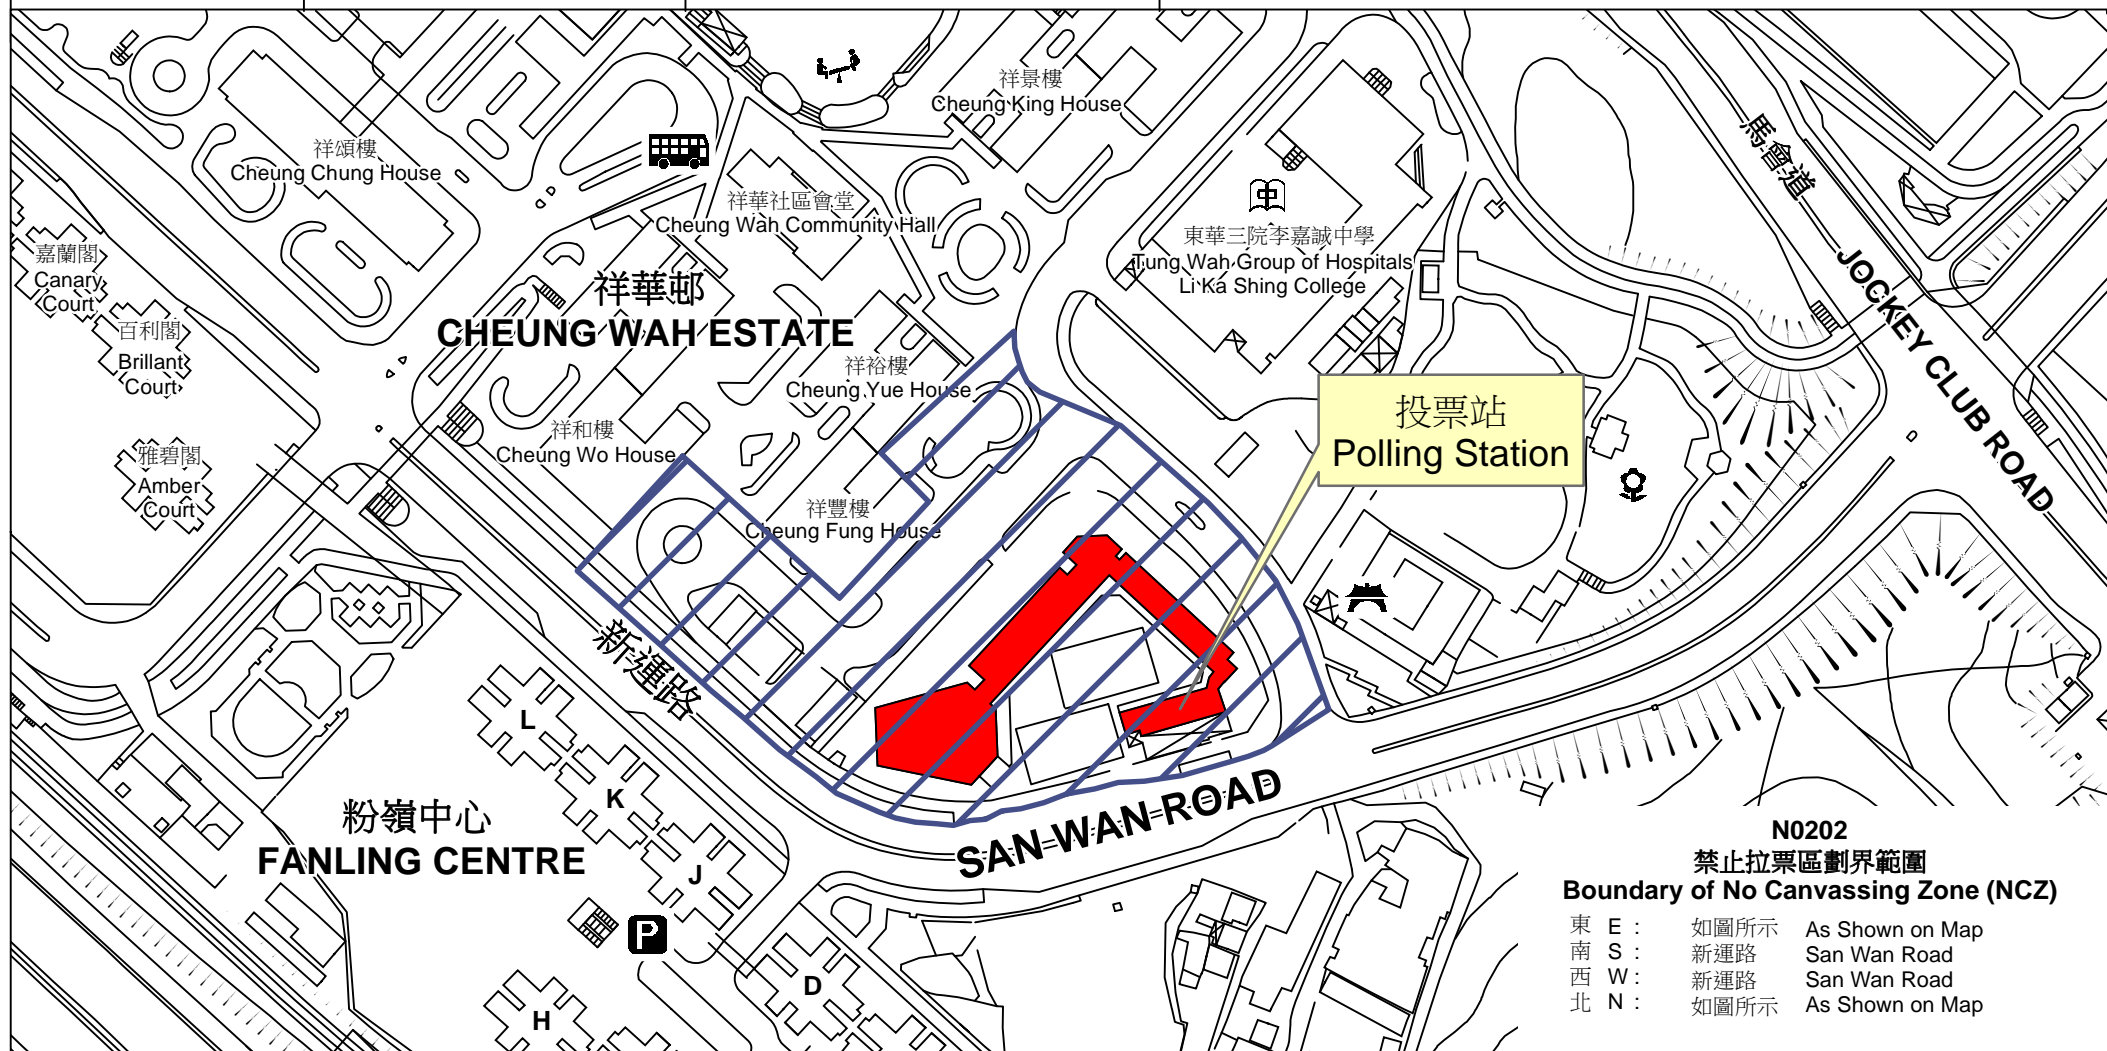 祥景樓
Cheung King House
祥頌樓
Cheung Chung House
馬會道
JOCKEY CLUB ROAD
祥華社區會堂
Cheung Wah Community Hall
中
東華三院李嘉誠中學
Tung Wah Group of Hospitals
Li Ka Shing College
嘉蘭閣
Canary
Court
祥華邨
CHEUNG WAH ESTATE
百利閣
Brillant
Court
祥裕樓
Cheung Yue House
投票站
Polling Station
祥和樓
Cheung Wo House
雅碧閣
Amber
Court
祥豐樓
Cheung Fung House
新運路
SAN WAN ROAD
L
K
J
粉嶺中心
FANLING CENTRE
P
D
H
N0202
禁止拉票區劃界範圍
Boundary of No Canvassing Zone (NCZ)
東 E : 如圖所示 As Shown on Map
南 S : 新運路 San Wan Road
西 W : 新運路 San Wan Road
北 N : 如圖所示 As Shown on Map